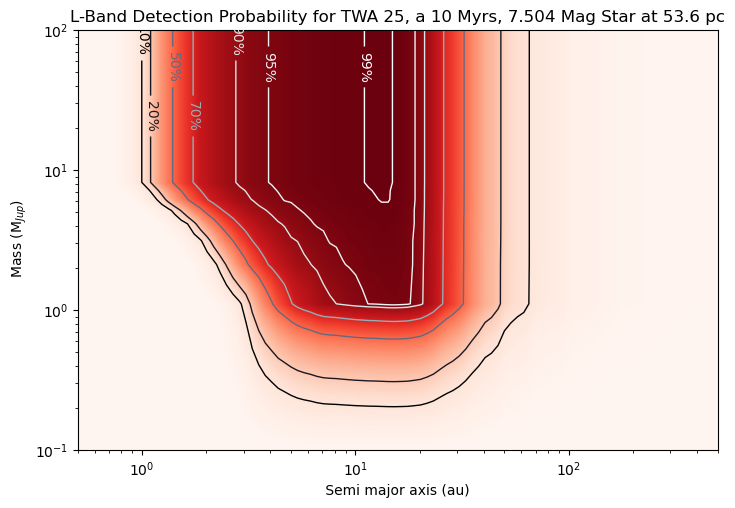 L-Band Detection Probability for TWA 25, a 10 Myrs, 7.504 Mag Star at 53.6 pc
0%
20%
50%
70%
90%
95%
99%
Mass (M_Jup)
10²
10¹
10⁰
10⁻¹
10⁰ 10¹ 10²
Semi major axis (au)